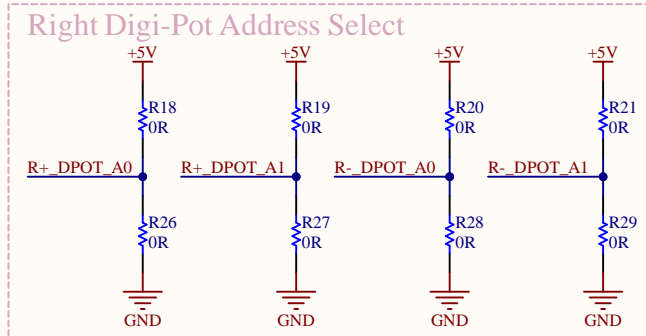 Right Digi-Pot Address Select
+5V +5V +5V +5V
R18 R19 R20 R21
0R 0R 0R 0R
R+_DPOT_A0 R+_DPOT_A1 R-_DPOT_A0 R-_DPOT_A1
R26 R27 R28 R29
0R 0R 0R 0R
GND GND GND GND